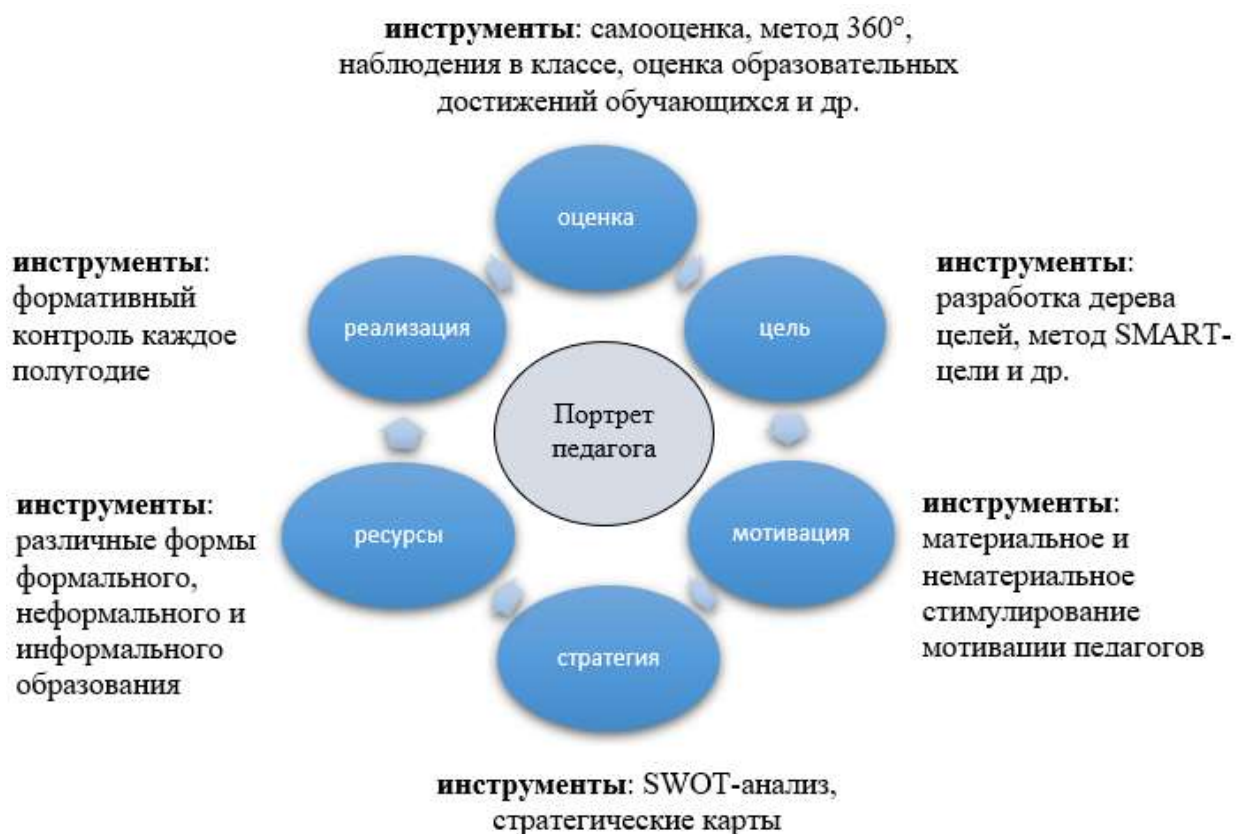 инструменты: самооценка, метод 360°,
наблюдения в классе, оценка образовательных
достижений обучающихся и др.
оценка
инструменты:
формативный
контроль каждое
полугодие
реализация
цель
инструменты:
разработка дерева
целей, метод SMART-
цели и др.
Портрет
педагога
инструменты:
различные формы
формального,
неформального и
информального
образования
ресурсы
мотивация
инструменты:
материальное и
нематериальное
стимулирование
мотивации педагогов
стратегия
инструменты: SWOT-анализ,
стратегические карты